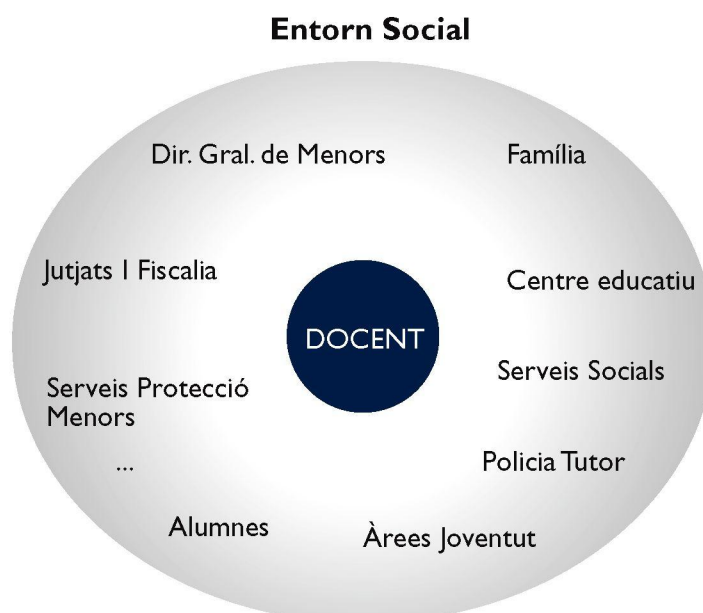 Entorn Social
Dir. Gral. de Menors
Família
Jutjats I Fiscalia
Centre educatiu
DOCENT
Serveis Socials
Serveis Protecció
Menors
...
Policia Tutor
Alumnes
Àrees Joventut